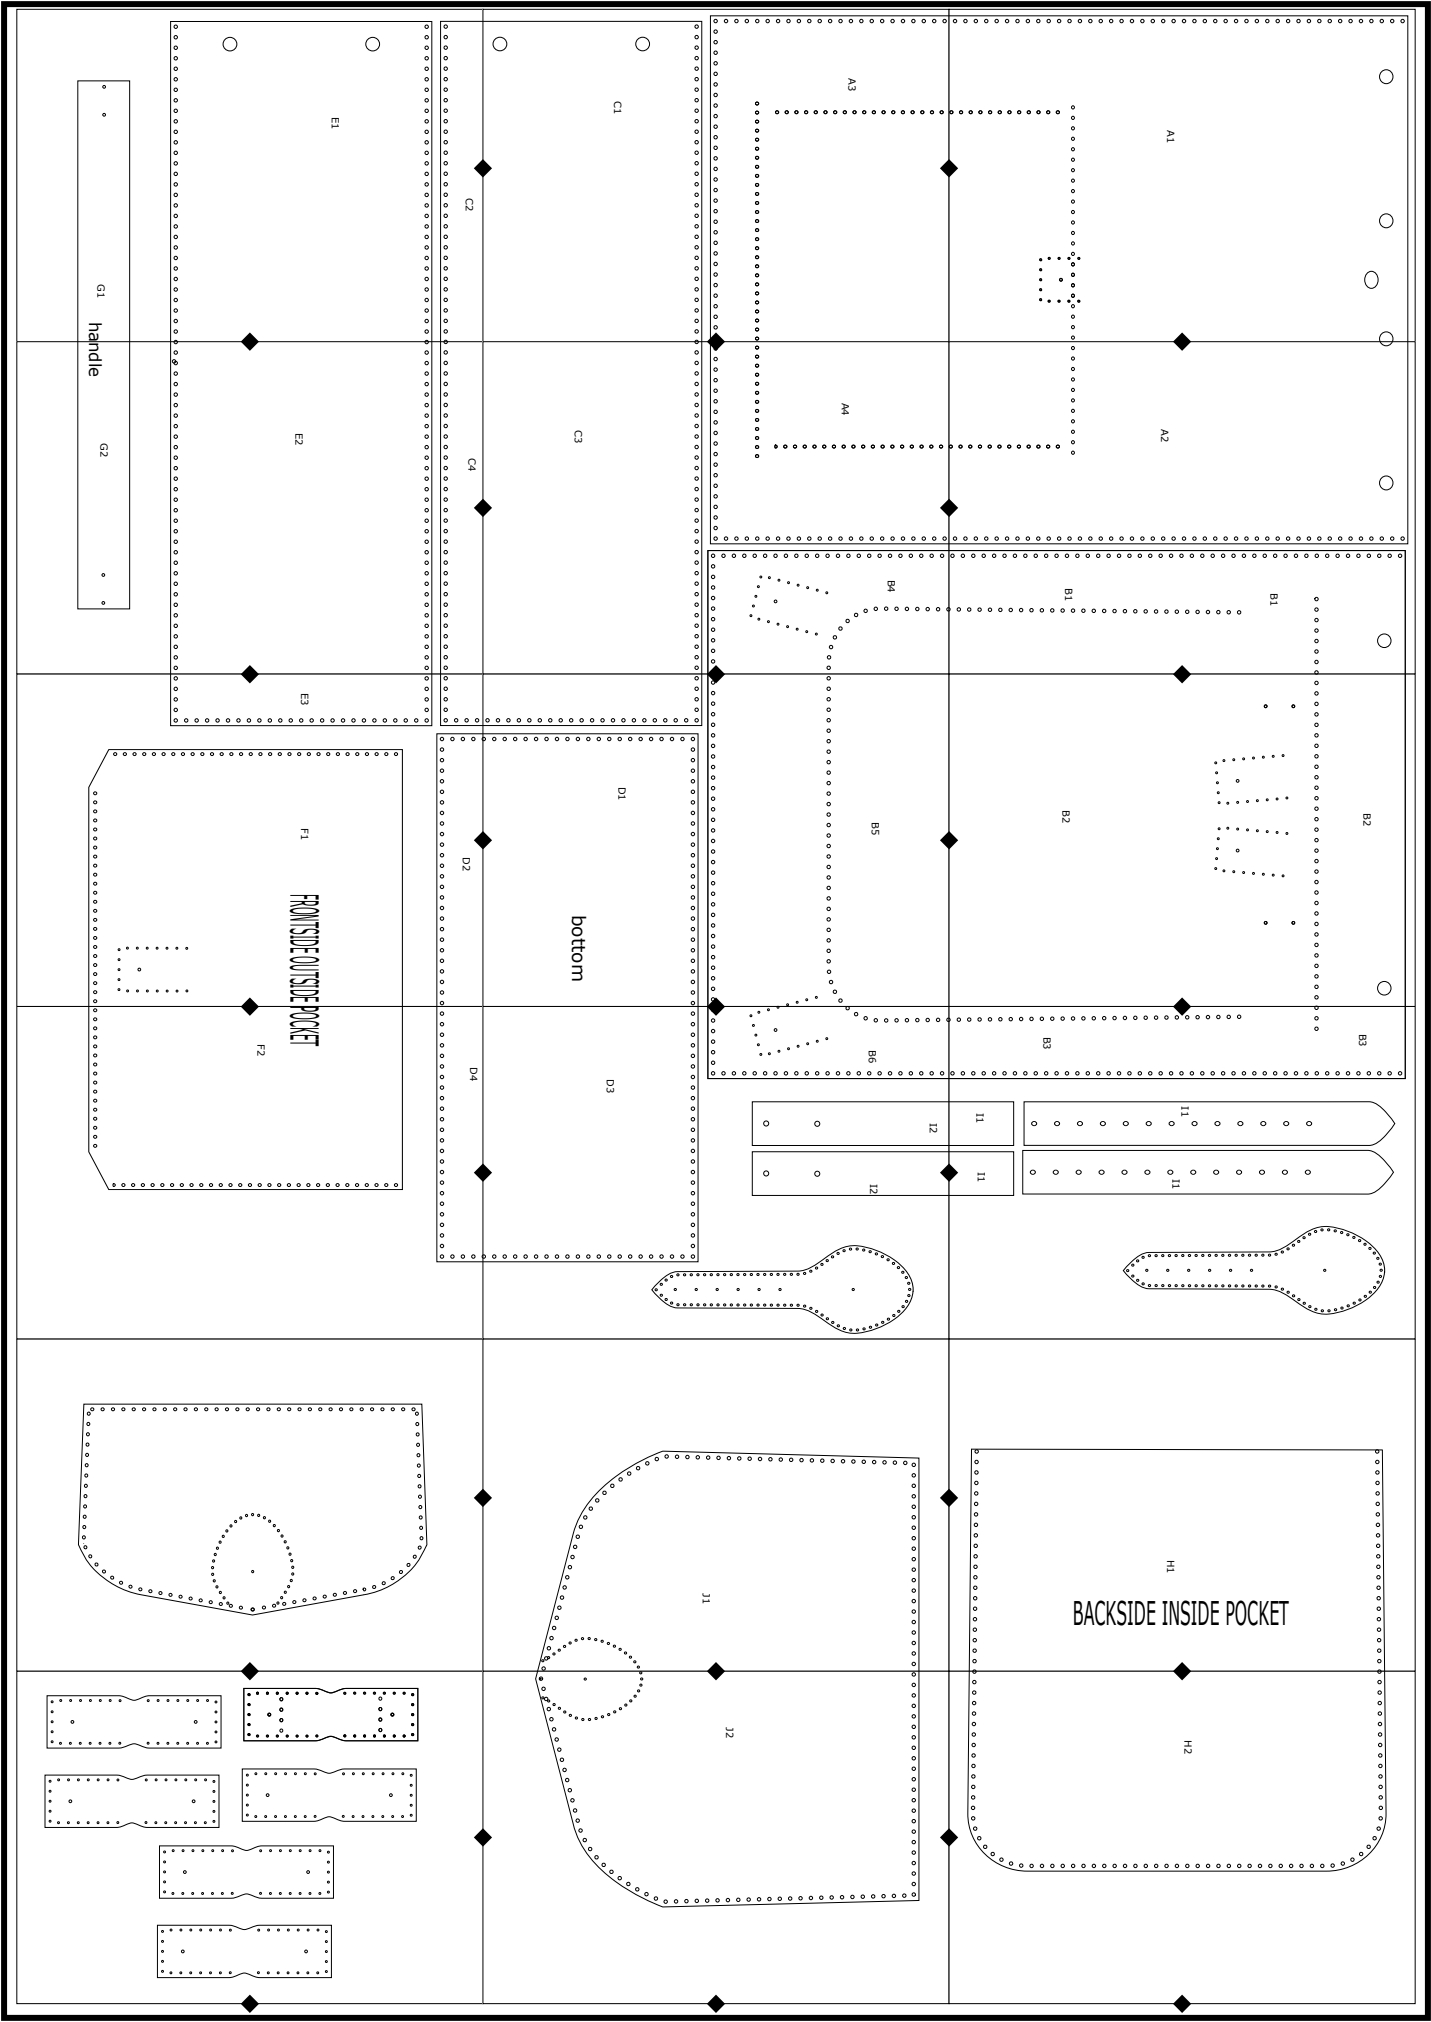 A3
A1
C1
E1
C2
G1
handle
G2
E2
C3
C4
A4
A2
B4
B1
B1
E3
D1
B5
B2
B2
F1
D2
FRONTSIDE OUTSIDE POCKET
bottom
F2
D4
D3
B6
B3
B3
I1
I2
I1
I1
I2
I1
H1
J1
BACKSIDE INSIDE POCKET
J2
H2